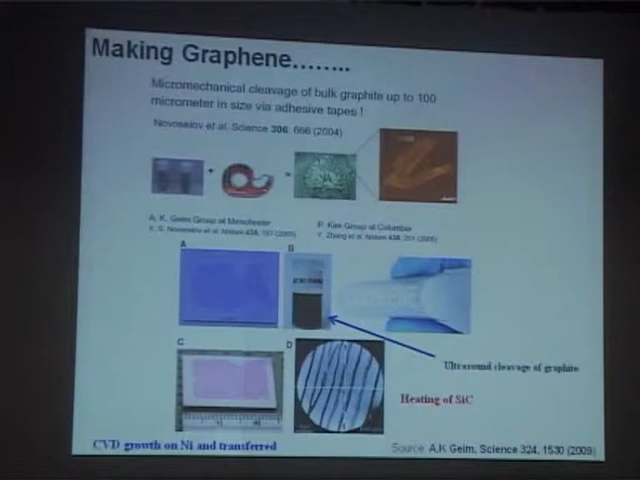 Making Graphene........
Micromechanical cleavage of bulk graphite up to 100
micrometer in size via adhesive tapes !
Novoselov et al. Science 306, 666 (2004)
A. K. Geim Group at Manchester
P. Kim Group at Columbia
K. S. Novoselov et al. Nature 438, 197 (2005)
Y. Zhang et al. Nature 438, 201 (2005)
A
B
Ultrasound cleavage of graphite
C
D
Heating of SiC
CVD growth on Ni and transferred
Source: A.K Geim, Science 324, 1530 (2009)